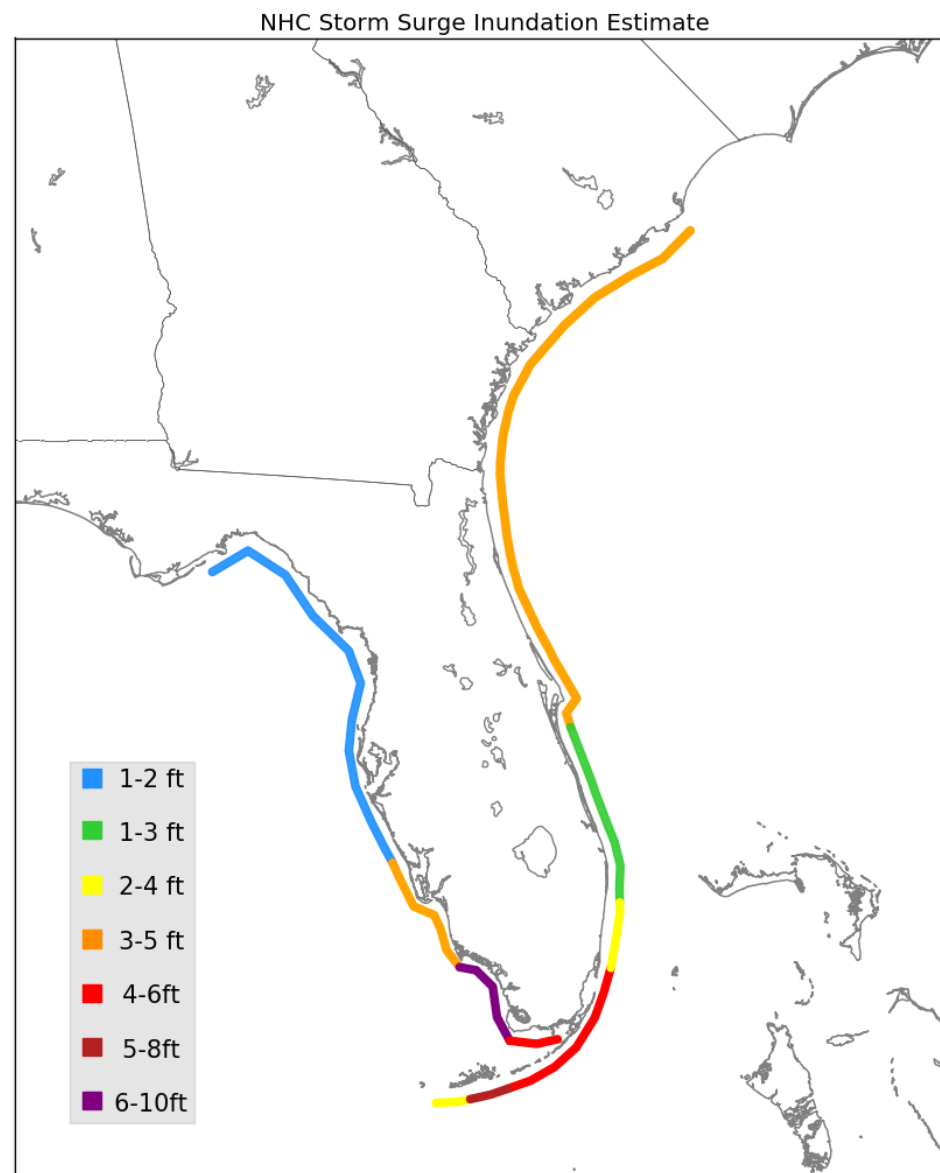 NHC Storm Surge Inundation Estimate
1-2 ft
1-3 ft
2-4 ft
3-5 ft
4-6ft
5-8ft
6-10ft